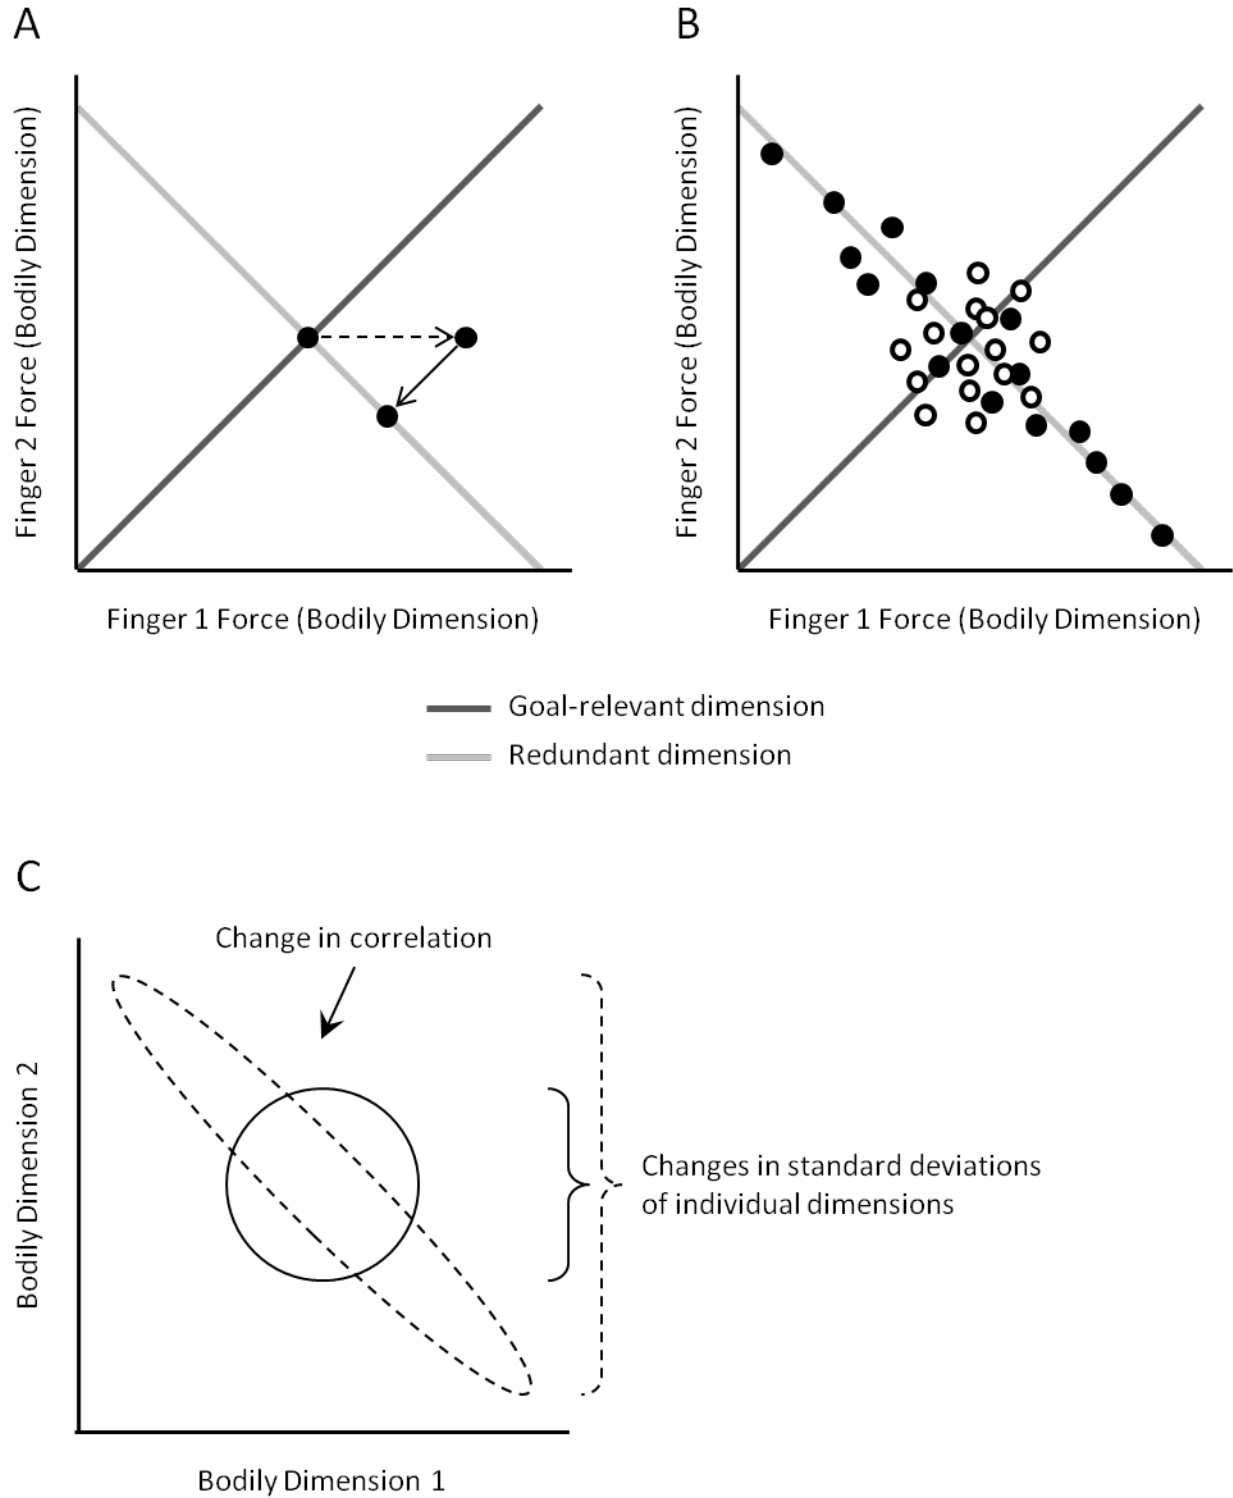 A
B
Finger 2 Force (Bodily Dimension)
Finger 2 Force (Bodily Dimension)
Finger 1 Force (Bodily Dimension)
Finger 1 Force (Bodily Dimension)
Goal-relevant dimension
Redundant dimension
C
Change in correlation
Bodily Dimension 2
Changes in standard deviations
of individual dimensions
Bodily Dimension 1